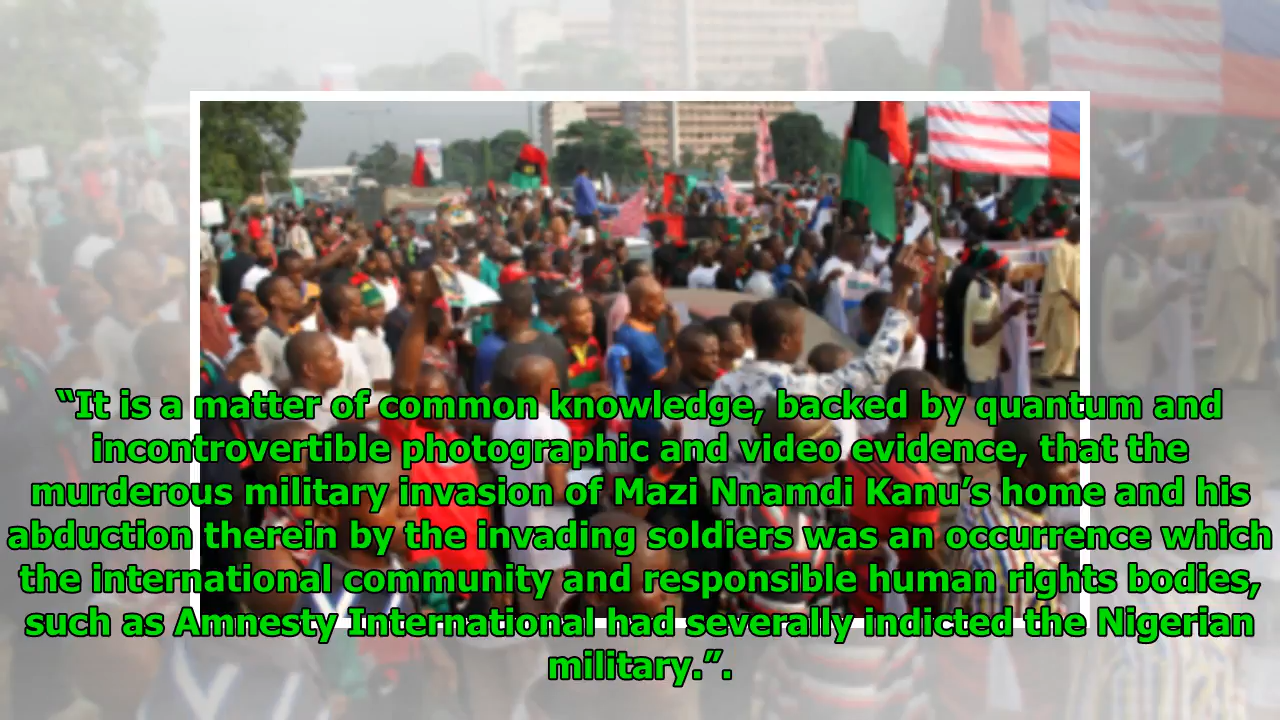 “It is a matter of common knowledge, backed by quantum and
incontrovertible photographic and video evidence, that the
murderous military invasion of Mazi Nnamdi Kanu’s home and his
abduction therein by the invading soldiers was an occurrence which
the international community and responsible human rights bodies,
such as Amnesty International had severally indicted the Nigerian
military.”.